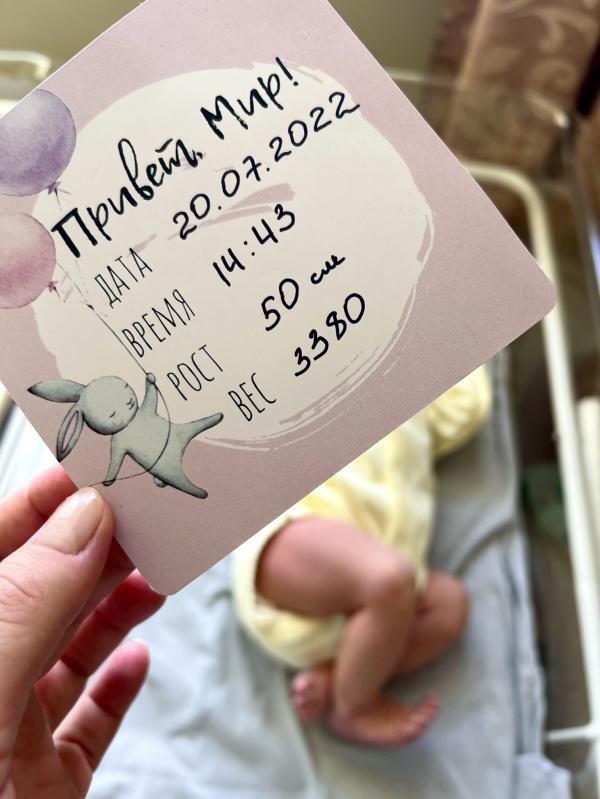 Привет, Мир!
ДАТА 20.07.2022
ВРЕМЯ 14:43
РОСТ 50 см
ВЕС 3380